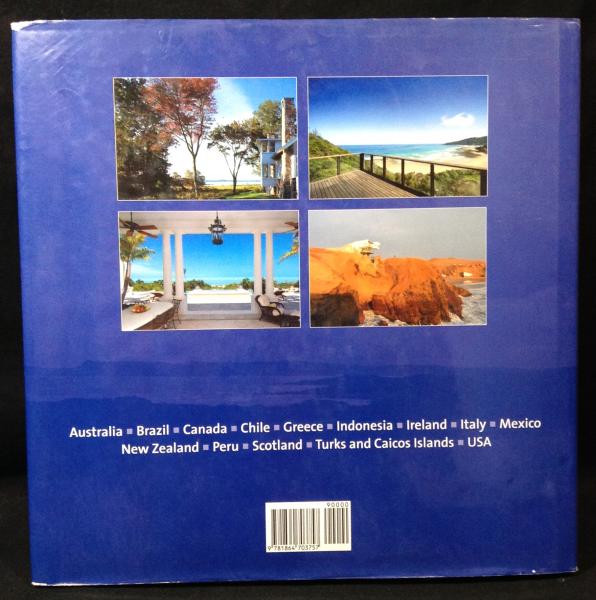 Australia ▪ Brazil ▪ Canada ▪ Chile ▪ Greece ▪ Indonesia ▪ Ireland ▪ Italy ▪ Mexico
New Zealand ▪ Peru ▪ Scotland ▪ Turks and Caicos Islands ▪ USA
90000
9 781864 703757